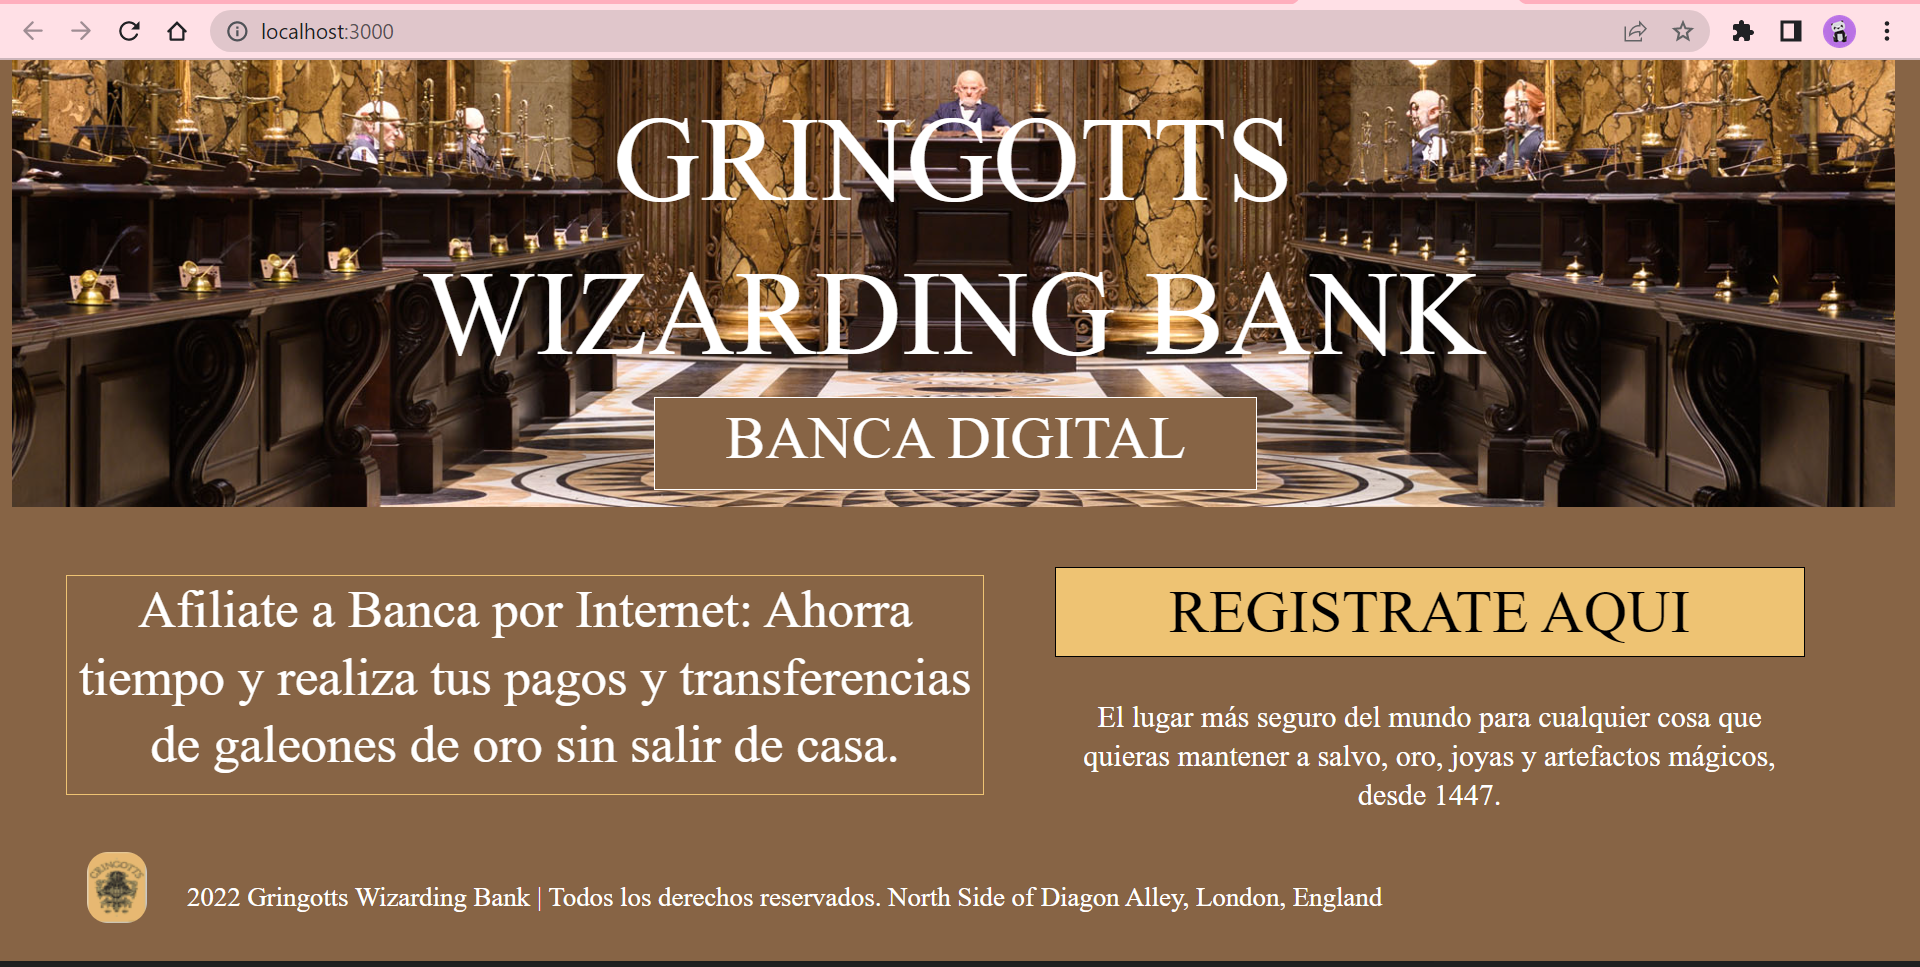 localhost:3000
GRINGOTTS
WIZARDING BANK
BANCA DIGITAL
Afiliate a Banca por Internet: Ahorra
tiempo y realiza tus pagos y transferencias
de galeones de oro sin salir de casa.
REGISTRATE AQUI
El lugar más seguro del mundo para cualquier cosa que
quieras mantener a salvo, oro, joyas y artefactos mágicos,
desde 1447.
GRINGOTTS
2022 Gringotts Wizarding Bank | Todos los derechos reservados. North Side of Diagon Alley, London, England